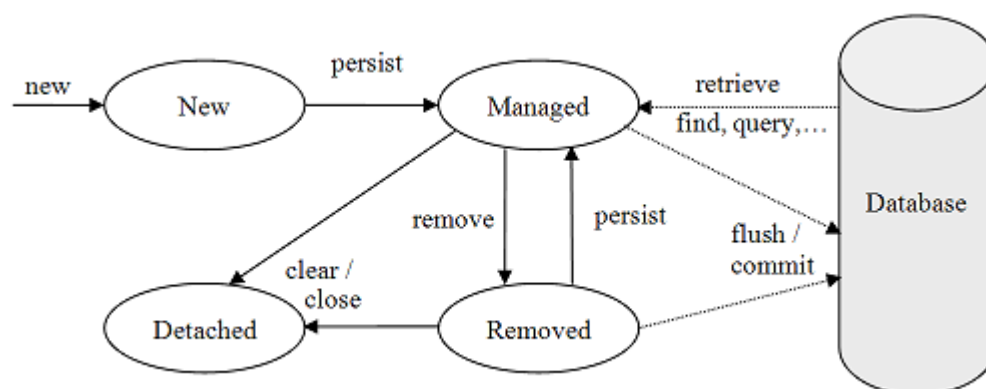 new
New
persist
Managed
retrieve
find, query,...
Database
remove
persist
flush /
commit
clear /
close
Detached
Removed